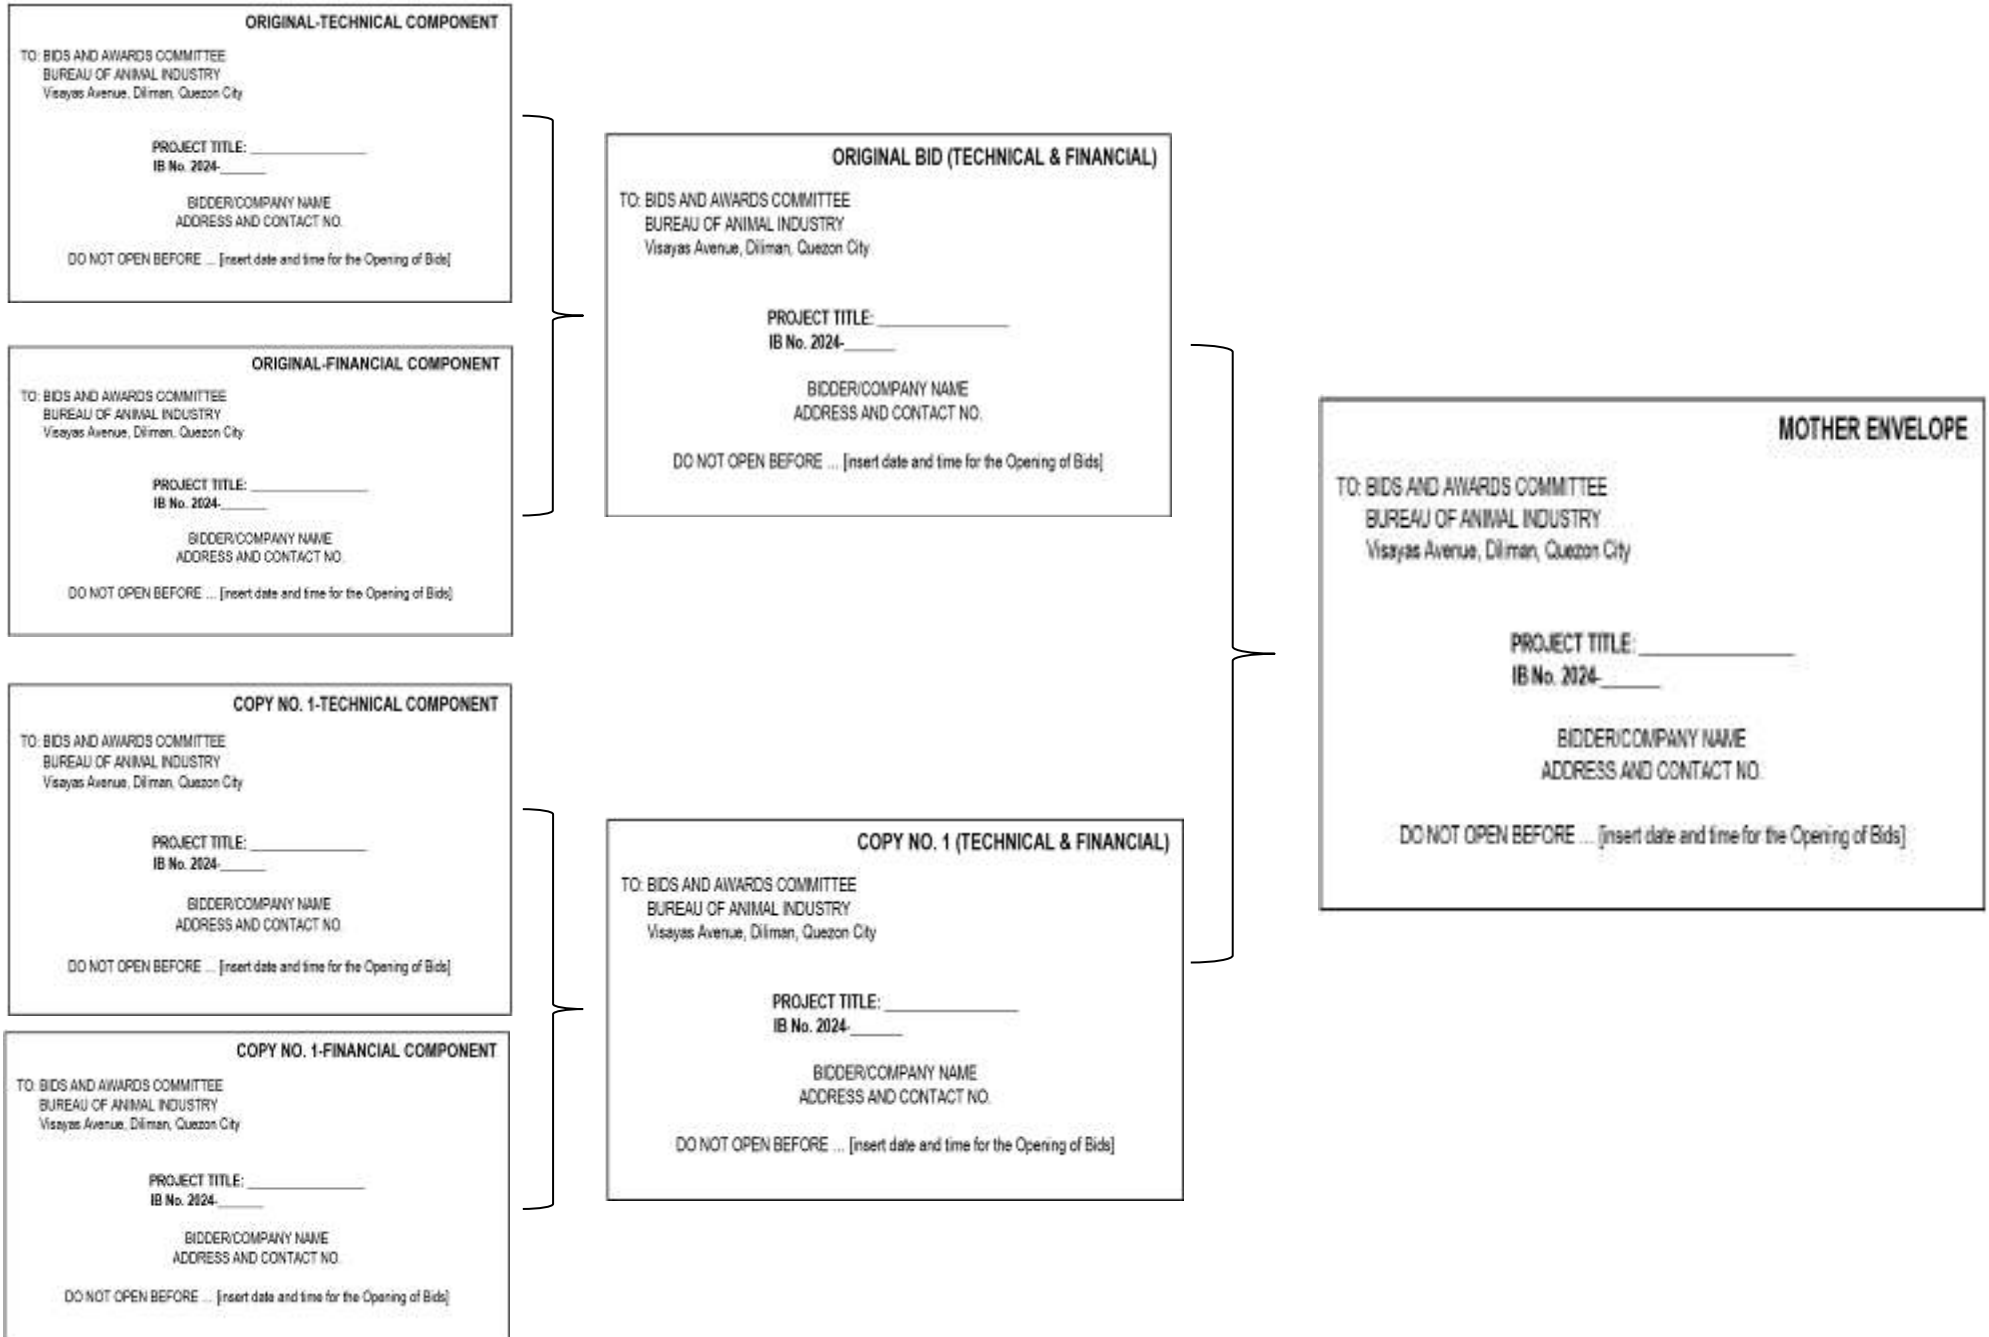 ORIGINAL-TECHNICAL COMPONENT
TO: BIDS AND AWARDS COMMITTEE
BUREAU OF ANIMAL INDUSTRY
Visayas Avenue, Diliman, Quezon City
PROJECT TITLE: _______________
IB No. 2024-______
BIDDER/COMPANY NAME
ADDRESS AND CONTACT NO.
DO NOT OPEN BEFORE ... [insert date and time for the Opening of Bids]
ORIGINAL-FINANCIAL COMPONENT
TO: BIDS AND AWARDS COMMITTEE
BUREAU OF ANIMAL INDUSTRY
Visayas Avenue, Diliman, Quezon City
PROJECT TITLE: _______________
IB No. 2024-______
BIDDER/COMPANY NAME
ADDRESS AND CONTACT NO.
DO NOT OPEN BEFORE ... [insert date and time for the Opening of Bids]
COPY NO. 1-TECHNICAL COMPONENT
TO: BIDS AND AWARDS COMMITTEE
BUREAU OF ANIMAL INDUSTRY
Visayas Avenue, Diliman, Quezon City
PROJECT TITLE: _______________
IB No. 2024-______
BIDDER/COMPANY NAME
ADDRESS AND CONTACT NO.
DO NOT OPEN BEFORE ... [insert date and time for the Opening of Bids]
COPY NO. 1-FINANCIAL COMPONENT
TO: BIDS AND AWARDS COMMITTEE
BUREAU OF ANIMAL INDUSTRY
Visayas Avenue, Diliman, Quezon City
PROJECT TITLE: _______________
IB No. 2024-______
BIDDER/COMPANY NAME
ADDRESS AND CONTACT NO.
DO NOT OPEN BEFORE ... [insert date and time for the Opening of Bids]
ORIGINAL BID (TECHNICAL & FINANCIAL)
TO: BIDS AND AWARDS COMMITTEE
BUREAU OF ANIMAL INDUSTRY
Visayas Avenue, Diliman, Quezon City
PROJECT TITLE: _______________
IB No. 2024-______
BIDDER/COMPANY NAME
ADDRESS AND CONTACT NO.
DO NOT OPEN BEFORE ... [insert date and time for the Opening of Bids]
COPY NO. 1 (TECHNICAL & FINANCIAL)
TO: BIDS AND AWARDS COMMITTEE
BUREAU OF ANIMAL INDUSTRY
Visayas Avenue, Diliman, Quezon City
PROJECT TITLE: _______________
IB No. 2024-______
BIDDER/COMPANY NAME
ADDRESS AND CONTACT NO.
DO NOT OPEN BEFORE ... [insert date and time for the Opening of Bids]
MOTHER ENVELOPE
TO: BIDS AND AWARDS COMMITTEE
BUREAU OF ANIMAL INDUSTRY
Visayas Avenue, Diliman, Quezon City
PROJECT TITLE: _______________
IB No. 2024-______
BIDDER/COMPANY NAME
ADDRESS AND CONTACT NO.
DO NOT OPEN BEFORE ... [insert date and time for the Opening of Bids]